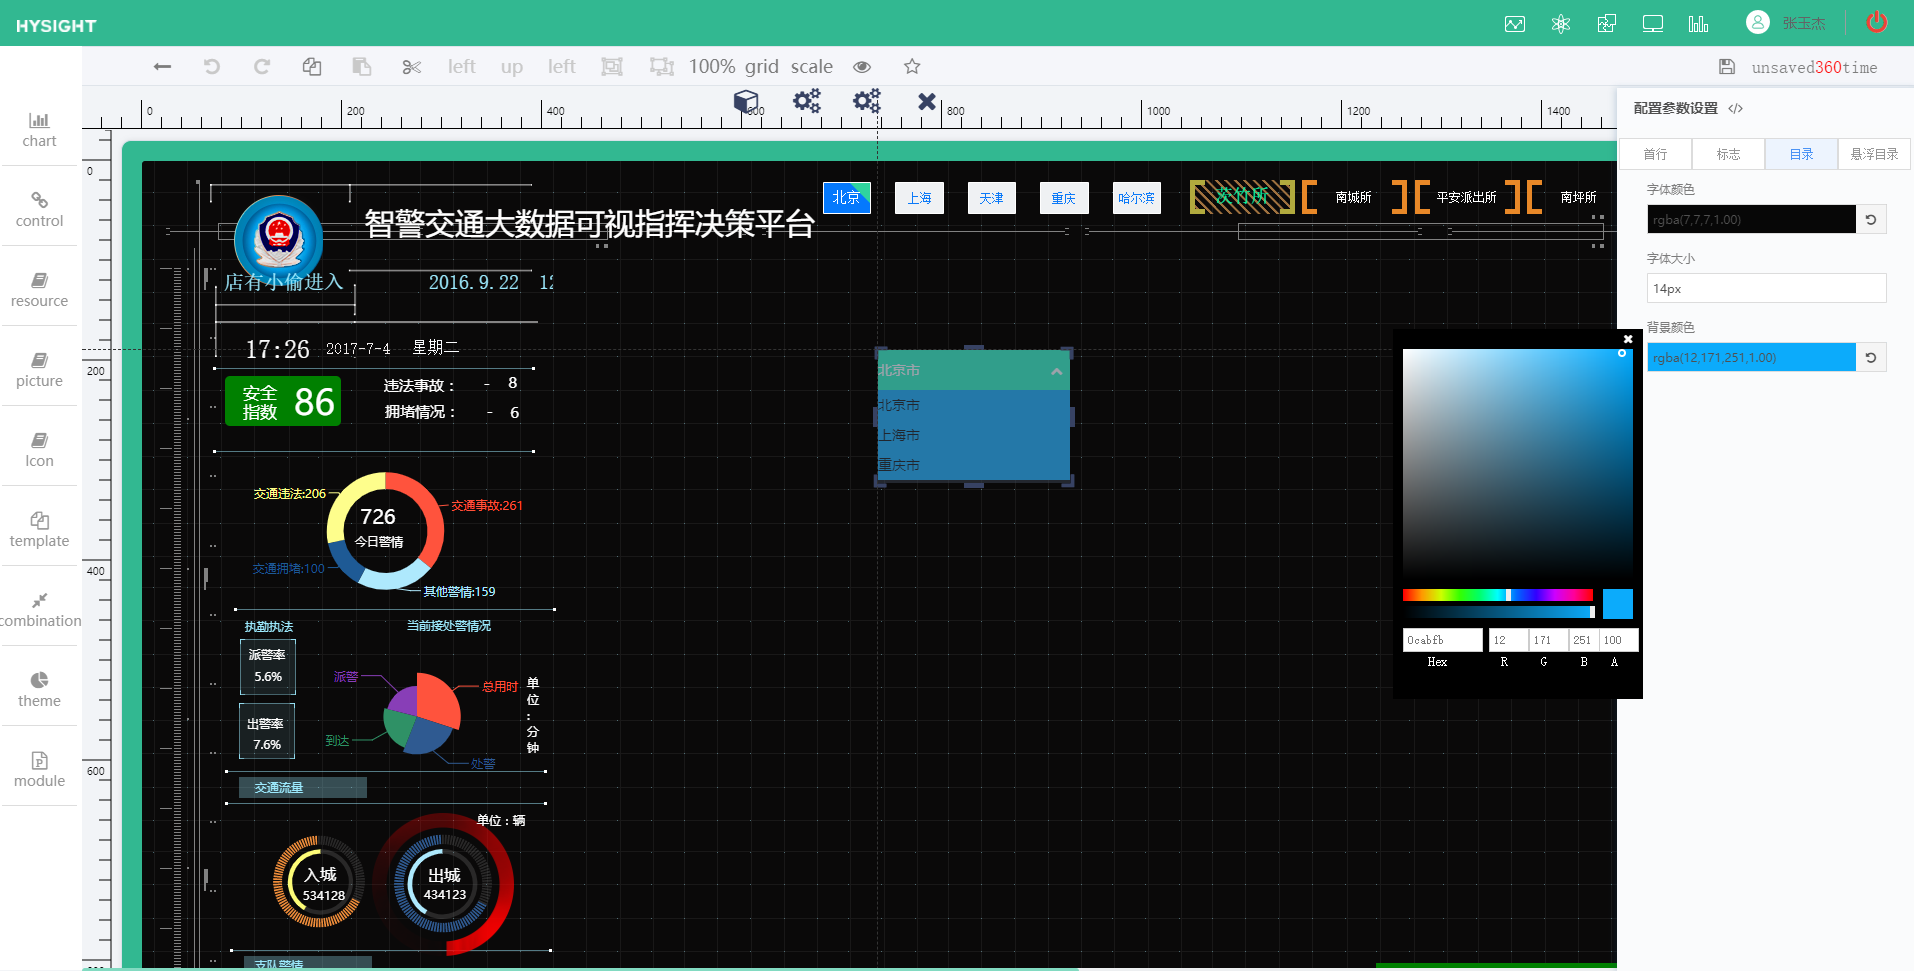 HYSIGHT
张玉杰
left
up
left
100%
grid
scale
unsaved360time
0
200
400
600
800
1000
1200
1400
配置参数设置
首行
标志
目录
悬浮目录
字体颜色
rgba(7,7,7,1.00)
字体大小
14px
背景颜色
rgba(12,171,251,1.00)
chart
control
resource
picture
Icon
template
combination
theme
module
0
200
400
600
智警交通大数据可视指挥决策平台
北京
上海
天津
重庆
哈尔滨
茨竹所
南城所
平安派出所
南坪所
店有小偷进入
2016.9.22
12
17:26
2017-7-4
星期二
安全
指数
86
违法事故：
-
8
拥堵情况：
-
6
北京市
北京市
上海市
重庆市
交通违法:206
交通事故:261
726
今日警情
交通拥堵:100
其他警情:159
执勤执法
当前接处警情况
派警率
5.6%
出警率
7.6%
派警
总用时
到达
处警
单位:分钟
交通流量
单位：辆
入城
534128
出城
434123
支队警情
0cabfb
12
171
251
100
Hex
R
G
B
A